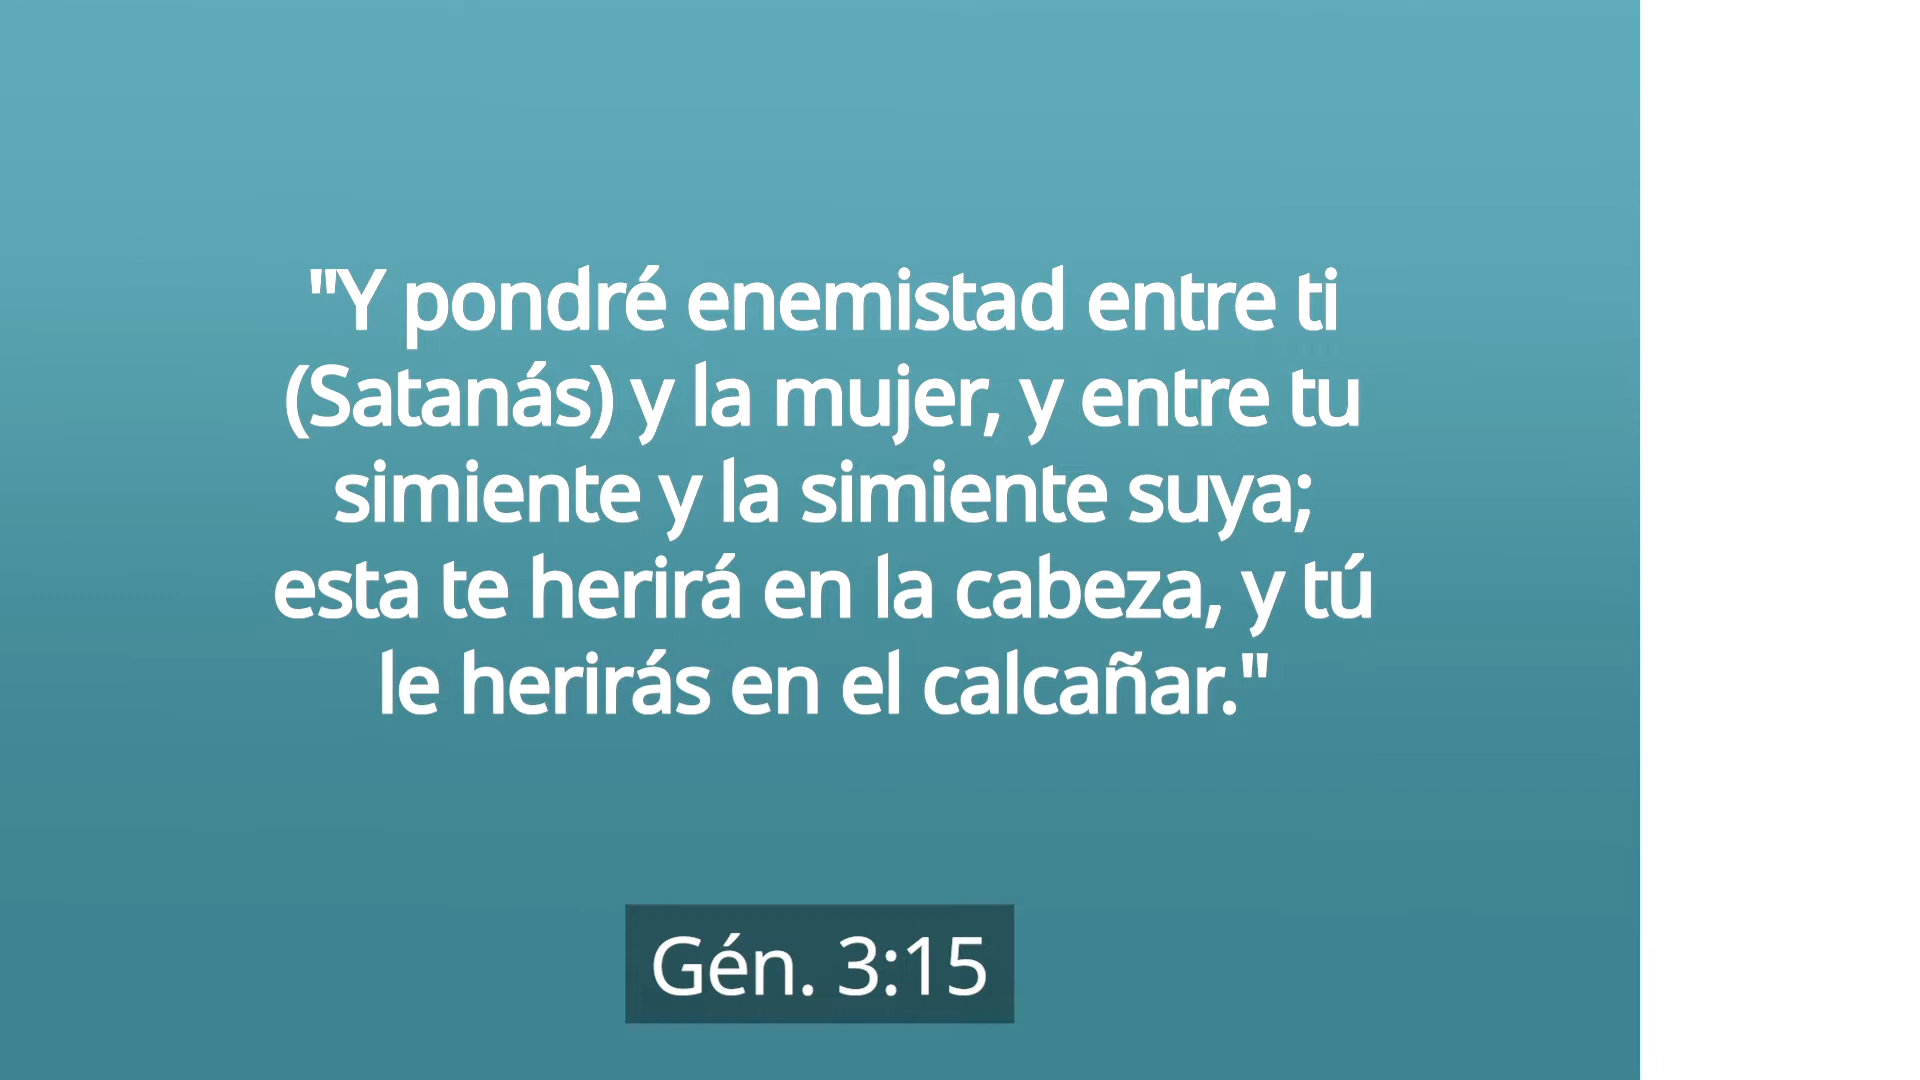 "Y pondré enemistad entre ti
(Satanás) y la mujer, y entre tu
simiente y la simiente suya;
esta te herirá en la cabeza, y tú
le herirás en el calcañar."
Gén. 3:15